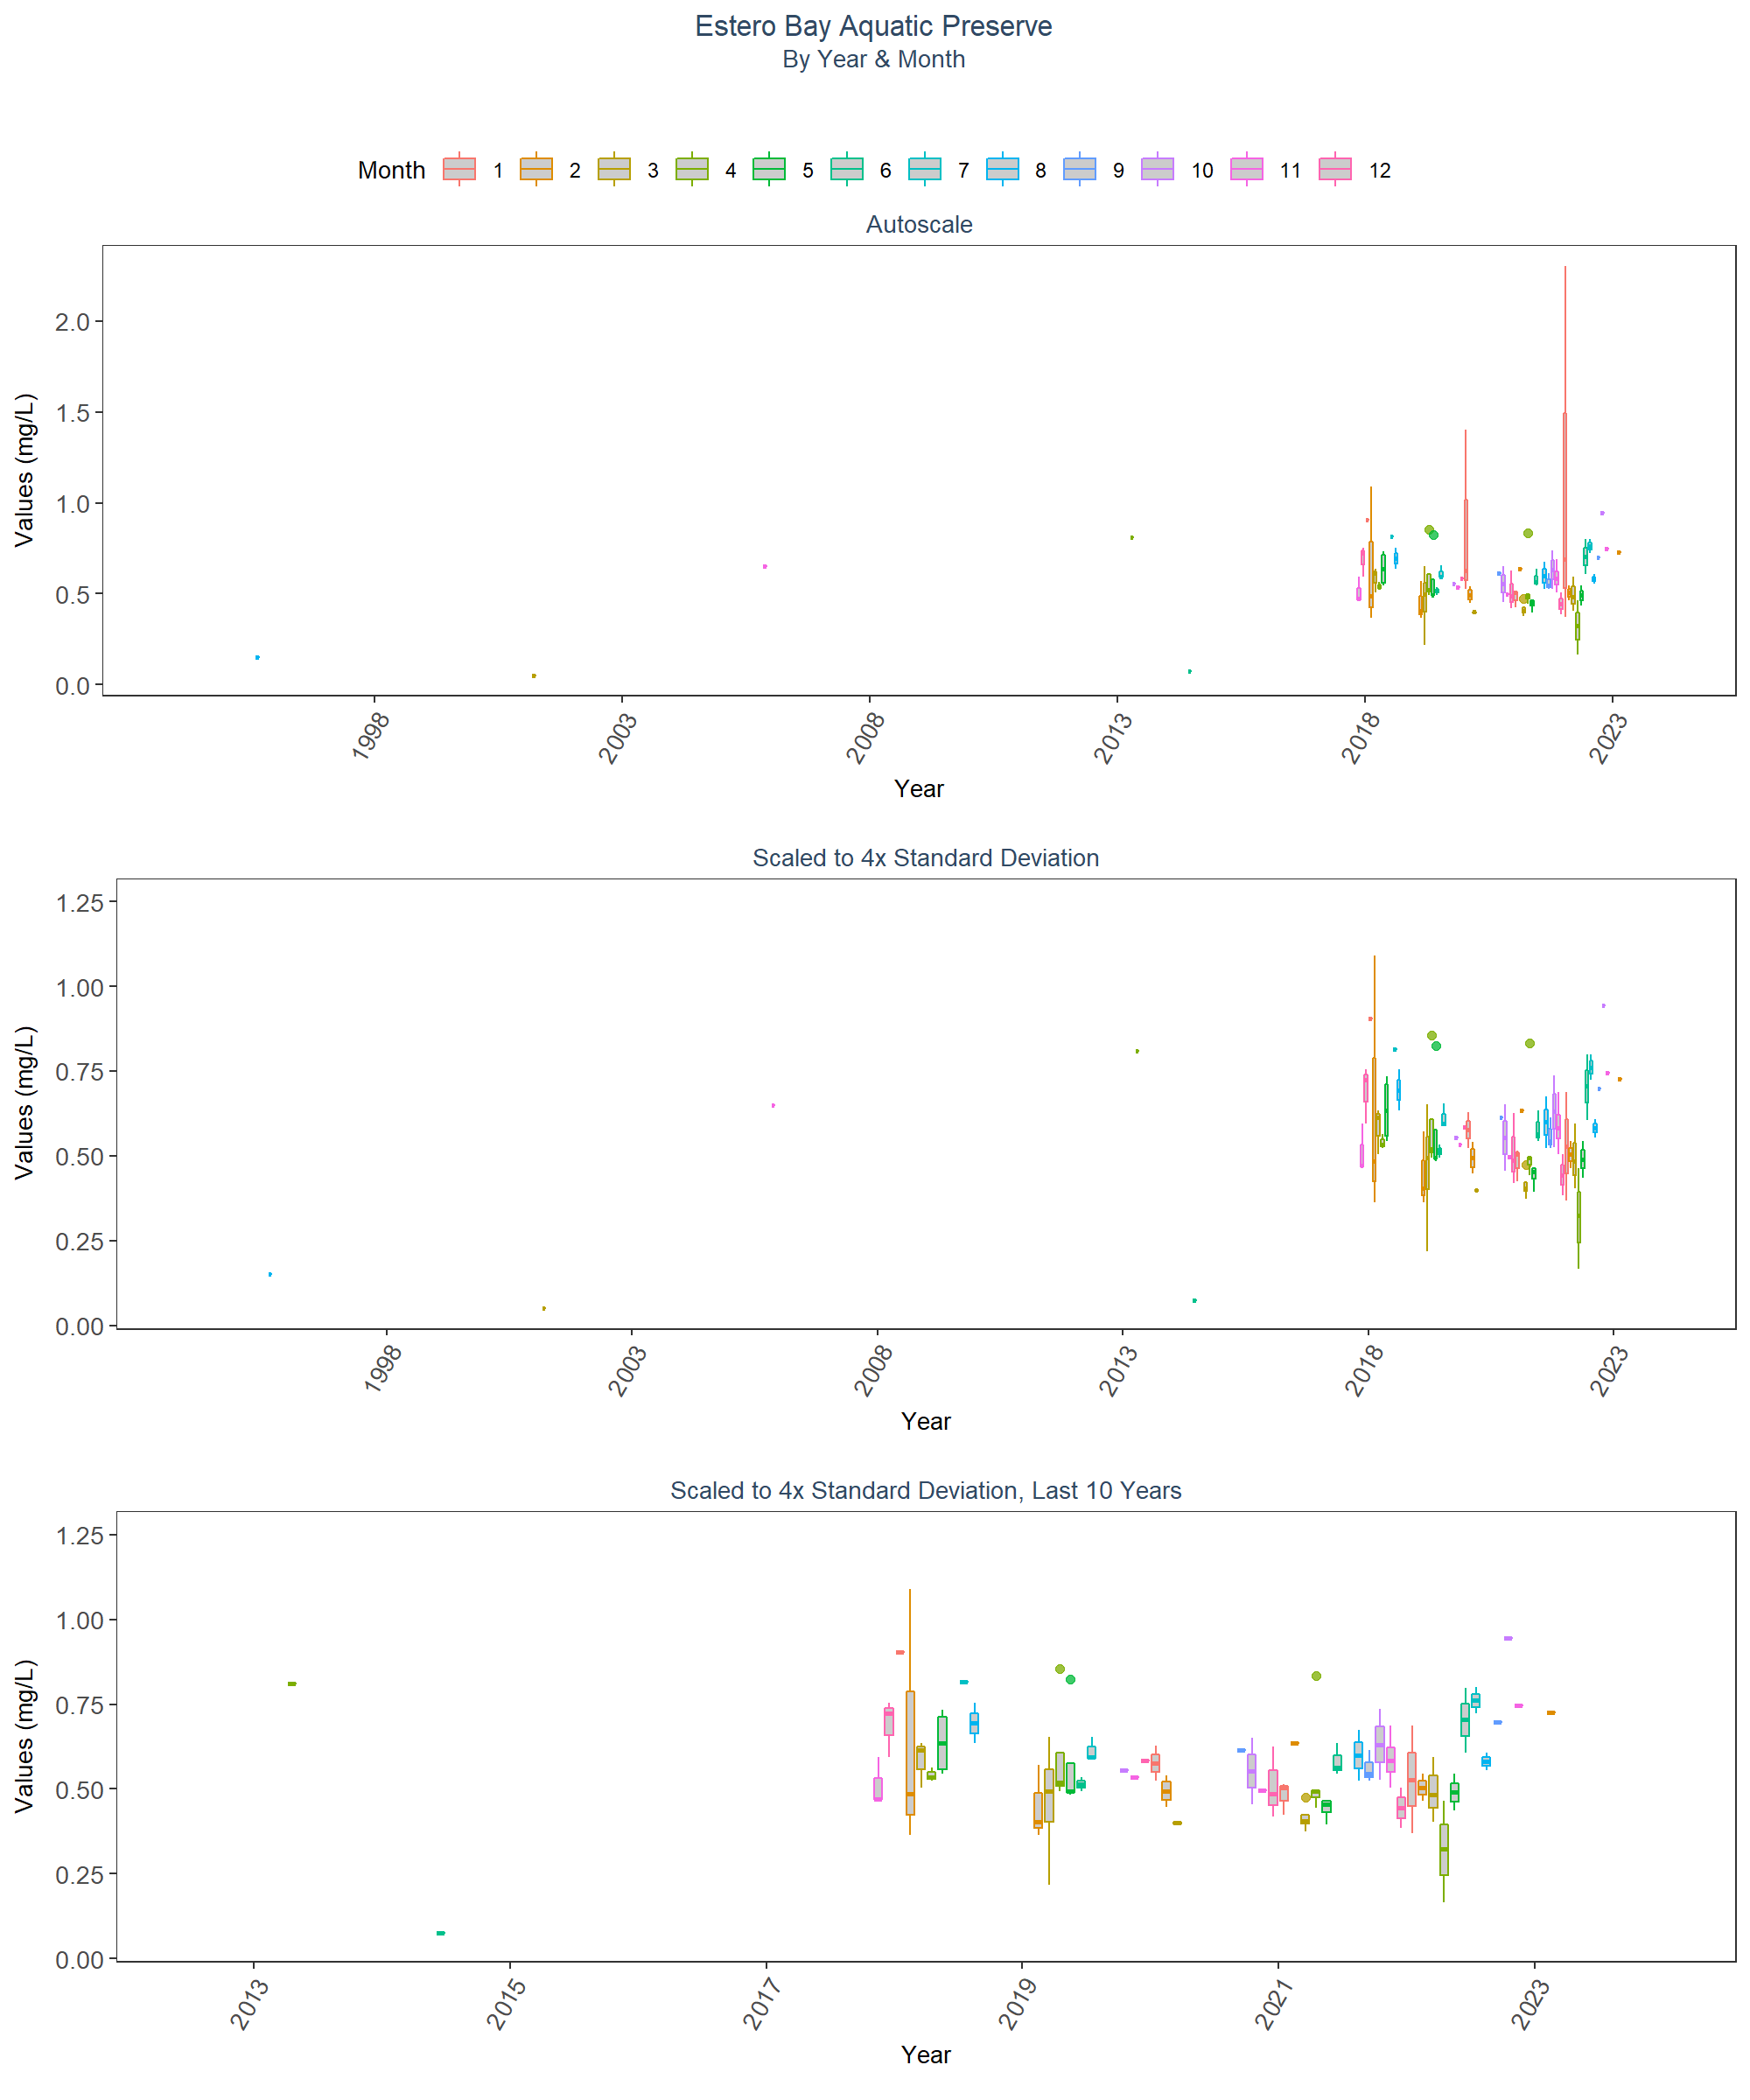 Estero Bay Aquatic Preserve
By Year & Month
Month 1 2 3 4 5 6 7 8 9 10 11 12
Autoscale
Values (mg/L)
2.0
1.5
1.0
0.5
0.0
1998 2003 2008 2013 2018 2023
Year
Scaled to 4x Standard Deviation
Values (mg/L)
1.25
1.00
0.75
0.50
0.25
0.00
1998 2003 2008 2013 2018 2023
Year
Scaled to 4x Standard Deviation, Last 10 Years
Values (mg/L)
1.25
1.00
0.75
0.50
0.25
0.00
2013 2015 2017 2019 2021 2023
Year